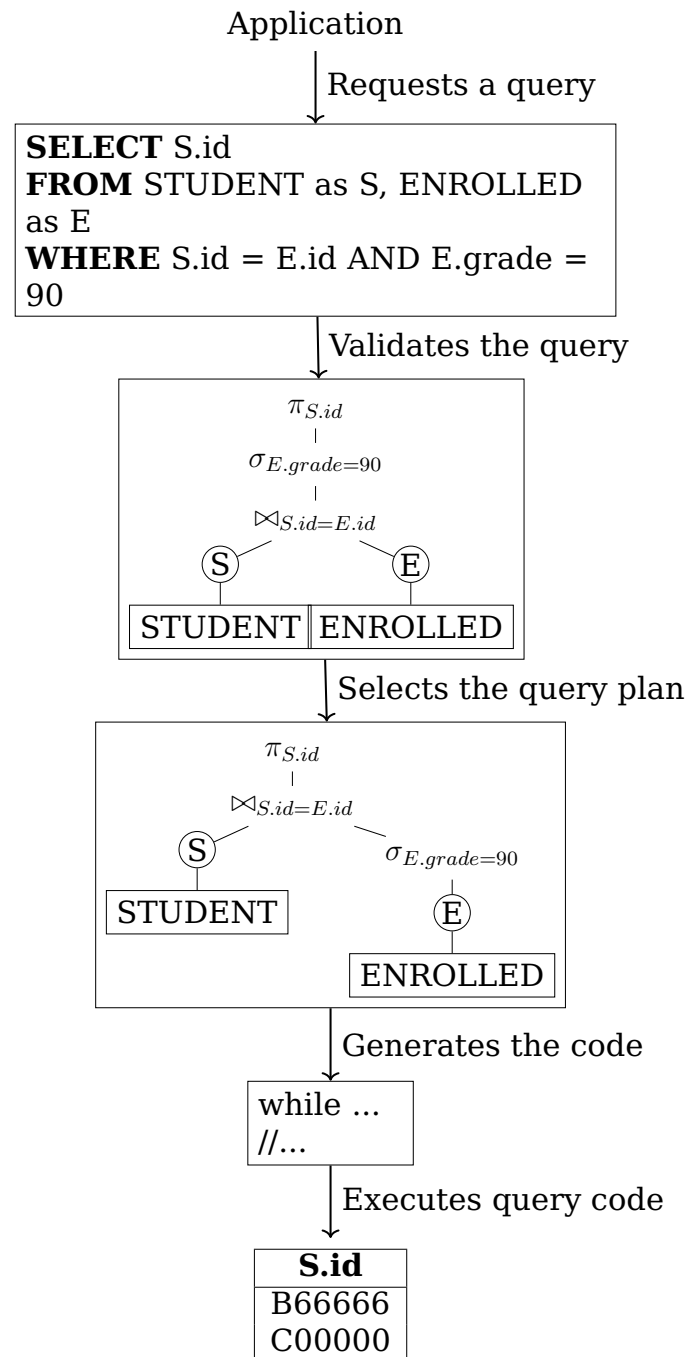 Application
Requests a query
SELECT S.id
FROM STUDENT as S, ENROLLED
as E
WHERE S.id = E.id AND E.grade =
90
Validates the query
π_{S.id}
σ_{E.grade=90}
⋈_{S.id=E.id}
S E
STUDENT ENROLLED
Selects the query plan
π_{S.id}
⋈_{S.id=E.id}
S
σ_{E.grade=90}
STUDENT
E
ENROLLED
Generates the code
while ...
//...
Executes query code
S.id
B66666
C00000